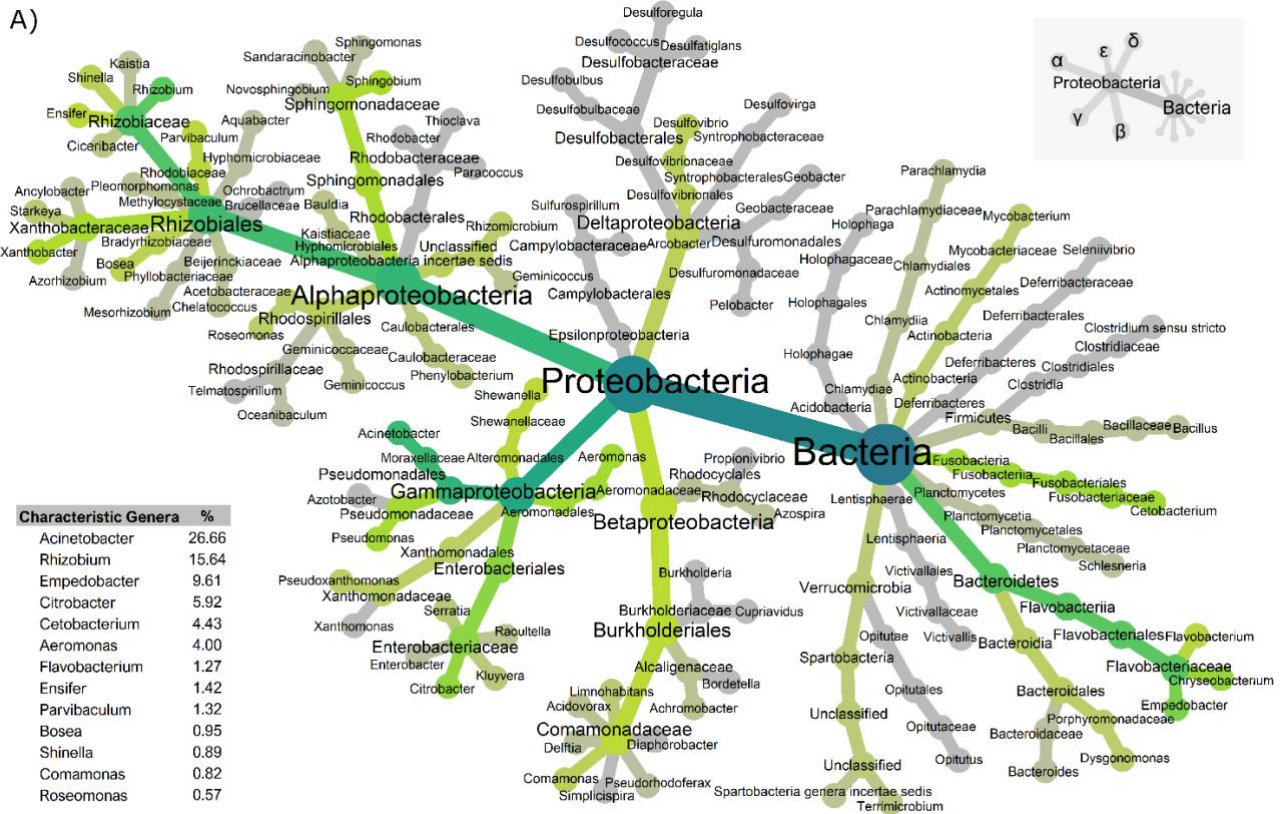 A)
Desulforegula
Desulfococcus
Desulfatiglans
Desulfobacteraceae
Desulfobulbus
Desulfobulbaceae
Desulfovirga
Desulfobacterales
Desulfovibrio
Syntrophobacteraceae
Desulfovibrionaceae
Syntrophobacterales
Geobacter
Desulfovibrionales
Geobacteraceae
Sulfurospirillum
Deltaproteobacteria
Campylobacteraceae
Arcobacter
Desulfuromonadales
Desulfuromonadaceae
Campylobacterales
Pelobacter
Epsilonproteobacteria
Kaistia
Shinella
Rhizobium
Ensifer
Rhizobiaceae
Ciceribacter
Parvibaculum
Aquabacter
Hyphomicrobiaceae
Rhodobiaceae
Ancylobacter
Pleomorphomonas
Ochrobactrum
Methylocystaceae
Brucellaceae
Bauldia
Starkeya
Xanthobacteraceae
Rhizobiales
Kaistiaceae
Bradyrhizobiaceae
Hyphomicrobiales
Xanthobacter
Bosea
Beijerinckiaceae
Azorhizobium
Phyllobacteriaceae
Mesorhizobium
Chelatococcus
Sphingomonas
Sandaracinobacter
Novosphingobium
Sphingobium
Sphingomonadaceae
Thioclava
Rhodobacter
Rhodobacteraceae
Paracoccus
Sphingomonadales
Rhodobacterales
Rhizomicrobium
Unclassified
Alphaproteobacteria incertae sedis
Geminicoccus
Acetobacteraceae
Alphaproteobacteria
Rhodospirillales
Roseomonas
Caulobacterales
Geminicoccaceae
Caulobacteraceae
Rhodospirillaceae
Phenylobacterium
Telmatospirillum
Geminicoccus
Oceanibaculum
Proteobacteria
Shewanella
Shewanellaceae
Acinetobacter
Moraxellaceae
Alteromonadales
Aeromonas
Pseudomonadales
Gammaproteobacteria
Aeromonadaceae
Azotobacter
Pseudomonadaceae
Aeromonadales
Pseudomonas
Xanthomonadales
Enterobacteriales
Pseudoxanthomonas
Xanthomonadaceae
Serratia
Xanthomonas
Raoultella
Enterobacteriaceae
Enterobacter
Kluyvera
Citrobacter
Propionivibrio
Rhodocyclales
Rhodocyclaceae
Azospira
Betaproteobacteria
Burkholderia
Burkholderiaceae
Cupriavidus
Burkholderiales
Alcaligenaceae
Bordetella
Limnohabitans
Acidovorax
Achromobacter
Comamonadaceae
Delftia
Diaphorobacter
Comamonas
Pseudorhodoferax
Simplicispira
Bacteria
Holophaga
Holophagaceae
Holophagales
Holophagae
Acidobacteria
Parachlamydia
Parachlamydiaceae
Chlamydiales
Chlamydiia
Chlamydiae
Mycobacterium
Mycobacteriaceae
Actinomycetales
Actinobacteria
Actinobacteria
Seleniivibrio
Deferribacteraceae
Deferribacterales
Deferribacteres
Deferribacteres
Clostridium sensu stricto
Clostridiaceae
Clostridiales
Clostridia
Firmicutes
Bacilli
Bacillales
Bacillaceae
Bacillus
Fusobacteria
Fusobacteriia
Fusobacteriales
Fusobacteriaceae
Cetobacterium
Planctomycetes
Planctomycetia
Planctomycetales
Planctomycetaceae
Schlesneria
Lentisphaerae
Lentisphaeria
Victivallales
Victivallaceae
Victivallis
Bacteroidetes
Flavobacteriia
Flavobacteriales
Flavobacterium
Flavobacteriaceae
Chryseobacterium
Empedobacter
Bacteroidia
Bacteroidales
Porphyromonadaceae
Bacteroidaceae
Dysgonomonas
Bacteroides
Verrucomicrobia
Opitutae
Spartobacteria
Opitutales
Unclassified
Opitutaceae
Opitutus
Unclassified
Spartobacteria genera incertae sedis
Terrimicrobium
δ
ε
α
Proteobacteria
Bacteria
γ
β
Characteristic Genera %
Acinetobacter 26.66
Rhizobium 15.64
Empedobacter 9.61
Citrobacter 5.92
Cetobacterium 4.43
Aeromonas 4.00
Flavobacterium 1.27
Ensifer 1.42
Parvibaculum 1.32
Bosea 0.95
Shinella 0.89
Comamonas 0.82
Roseomonas 0.57